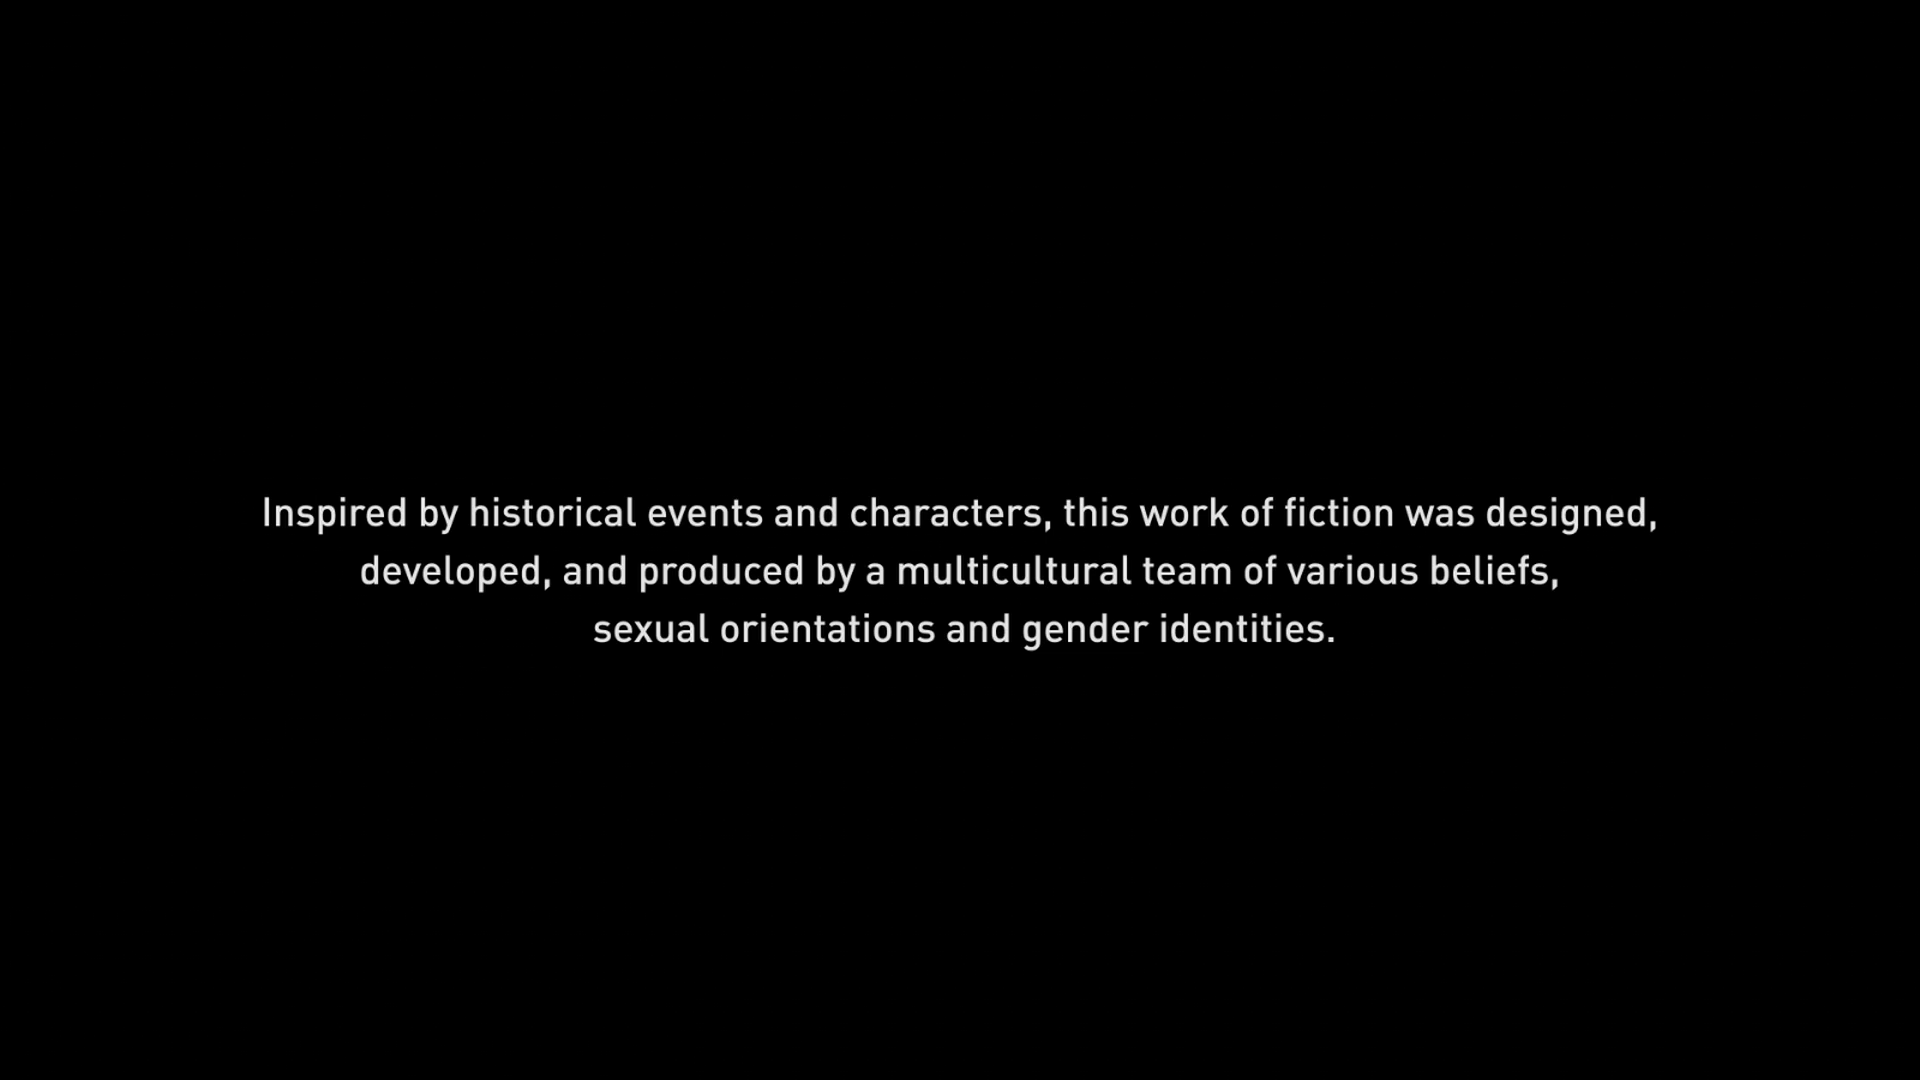 Inspired by historical events and characters, this work of fiction was designed,
developed, and produced by a multicultural team of various beliefs,
sexual orientations and gender identities.